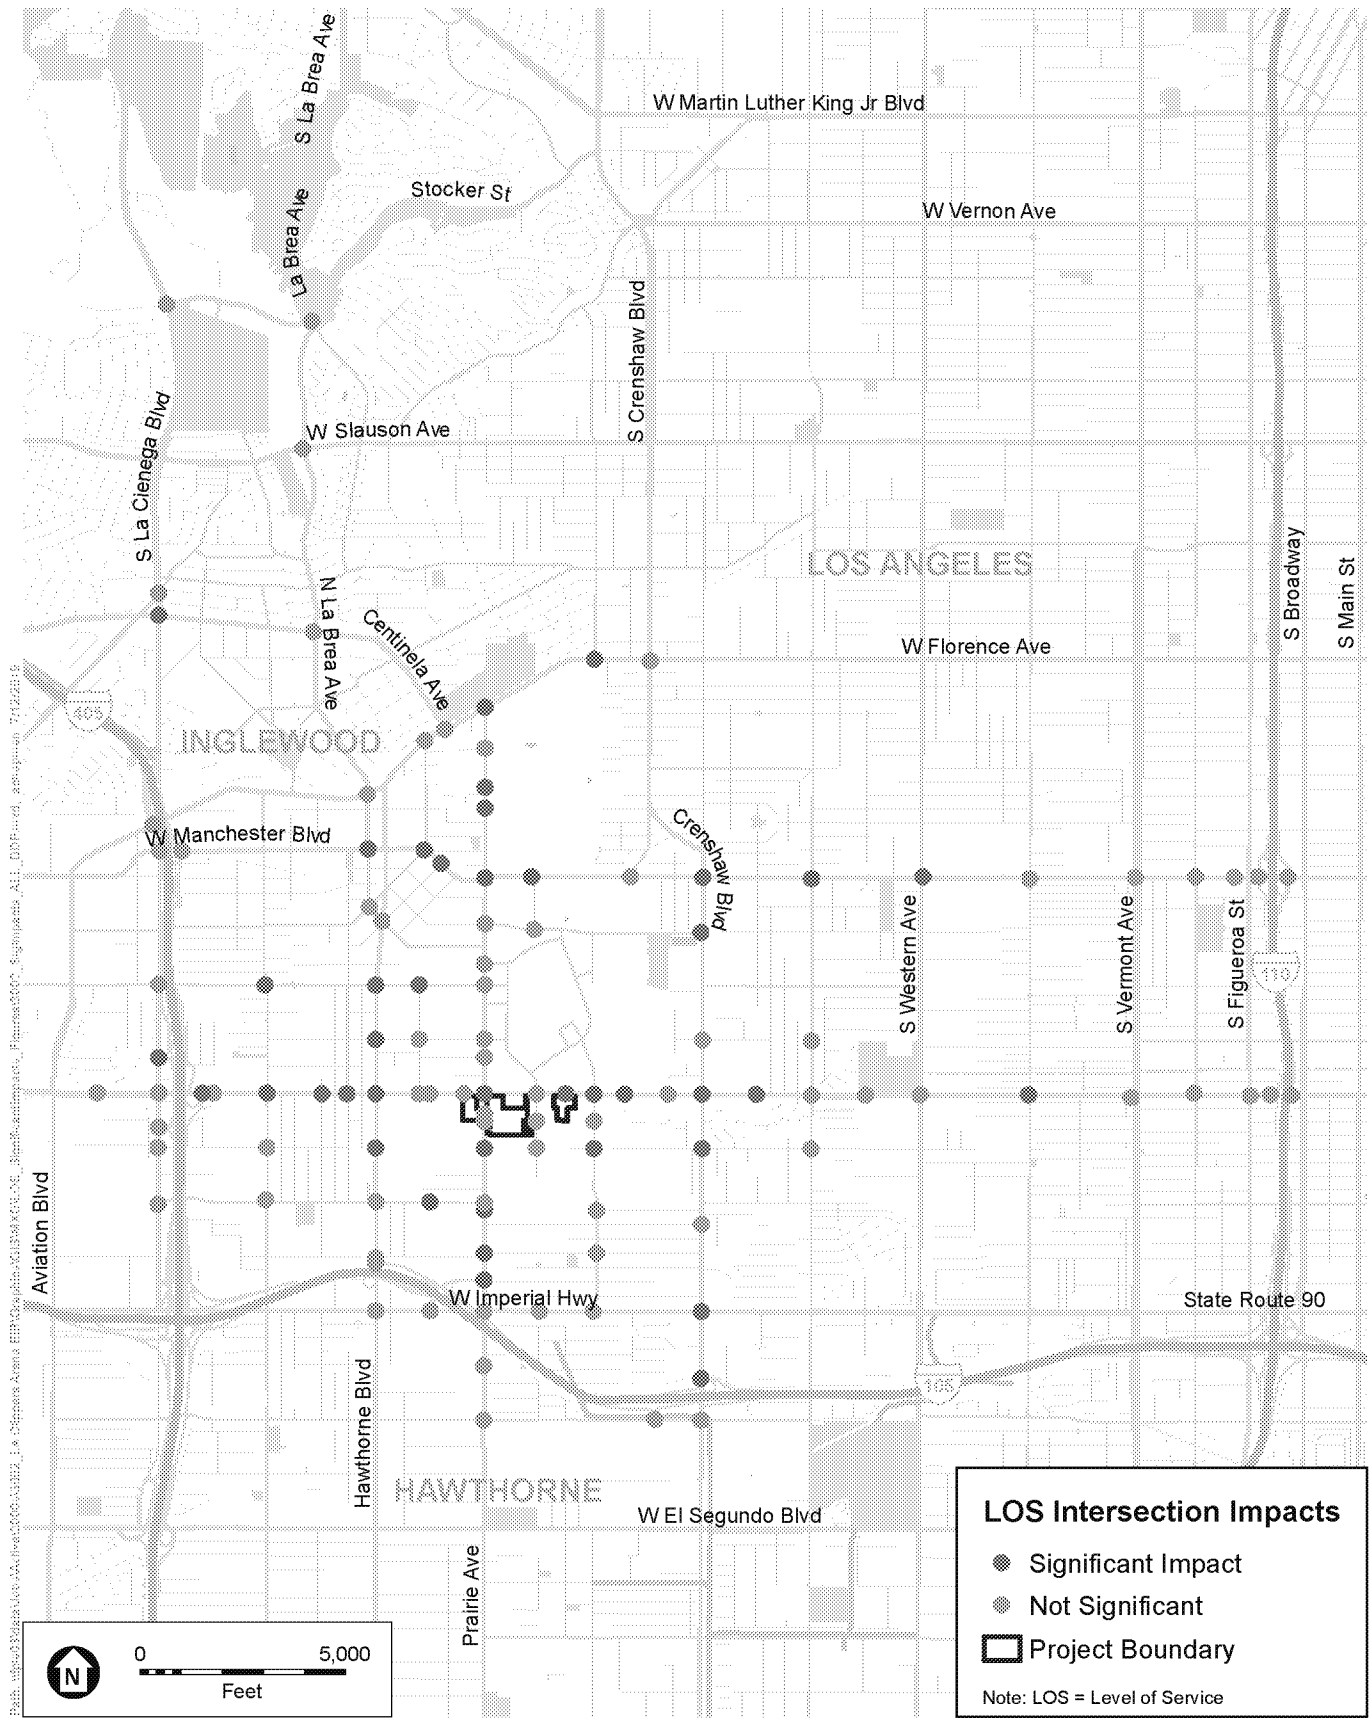 S La Brea Ave
W Martin Luther King Jr Blvd
Stocker St
W Vernon Ave
La Brea Ave
S Crenshaw Blvd
W Slauson Ave
S La Cienega Blvd
LOS ANGELES
S Broadway
S Main St
N La Brea Ave
Centinela Ave
W Florence Ave
405
INGLEWOOD
W Manchester Blvd
Crenshaw Blvd
S Western Ave
S Vermont Ave
S Figueroa St
110
Aviation Blvd
W Imperial Hwy
State Route 90
105
Hawthorne Blvd
HAWTHORNE
W El Segundo Blvd
Prairie Ave
LOS Intersection Impacts
Significant Impact
Not Significant
Project Boundary
Note: LOS = Level of Service
N
0 5,000
Feet